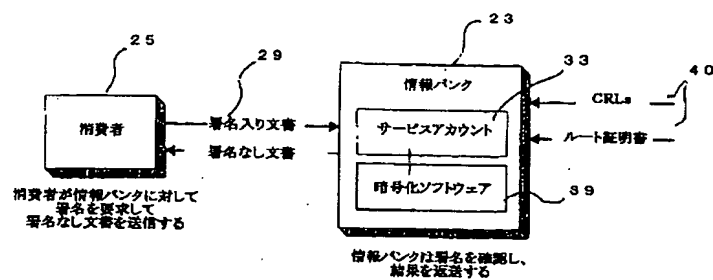 25
29
23
33
40
消費者
署名入り文書
署名なし文書
情報バンク
サービスアカウント
暗号化ソフトウェア
CRLs
ルート証明書
39
消費者が情報バンクに対して
署名を要求して
署名なし文書を送信する
情報バンクは署名を確認し、
結果を返送する